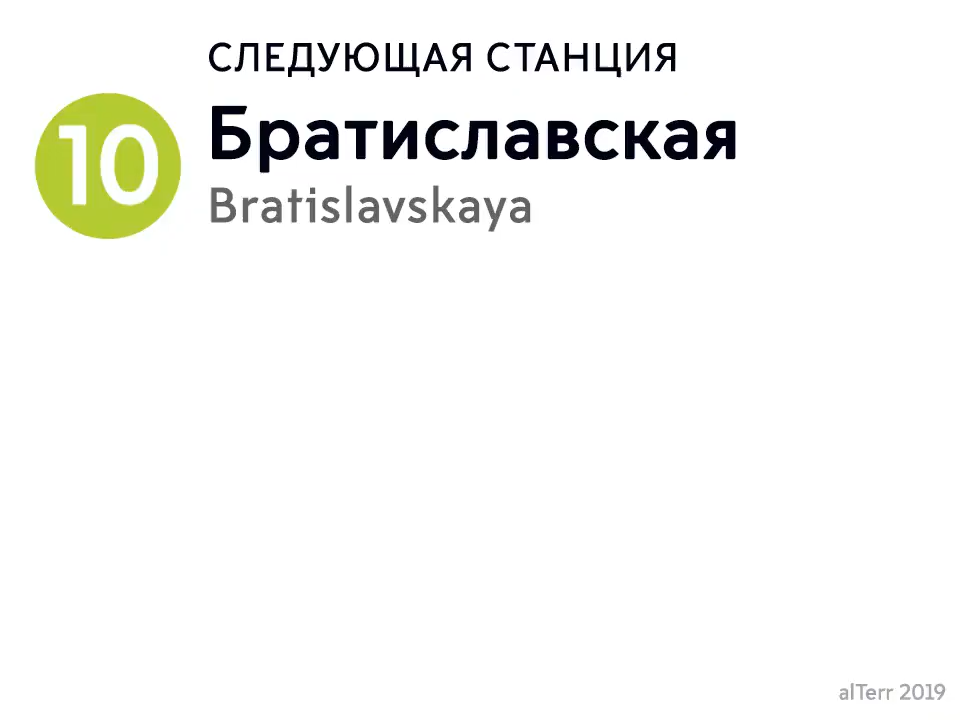 СЛЕДУЮЩАЯ СТАНЦИЯ
10
Братиславская
Bratislavskaya
alTerr 2019